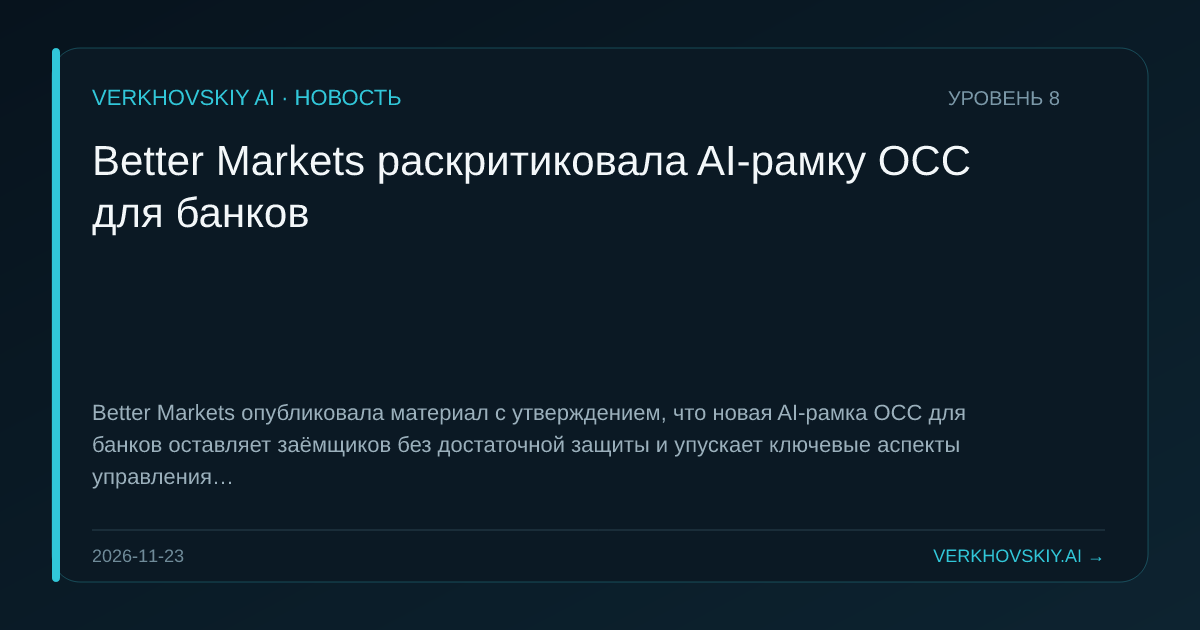 VERKHOVSKIY AI · НОВОСТЬ
УРОВЕНЬ 8
Better Markets раскритиковала AI-рамку OCC
для банков
Better Markets опубликовала материал с утверждением, что новая AI-рамка OCC для
банков оставляет заёмщиков без достаточной защиты и упускает ключевые аспекты
управления…
2026-11-23
VERKHOVSKIY.AI →